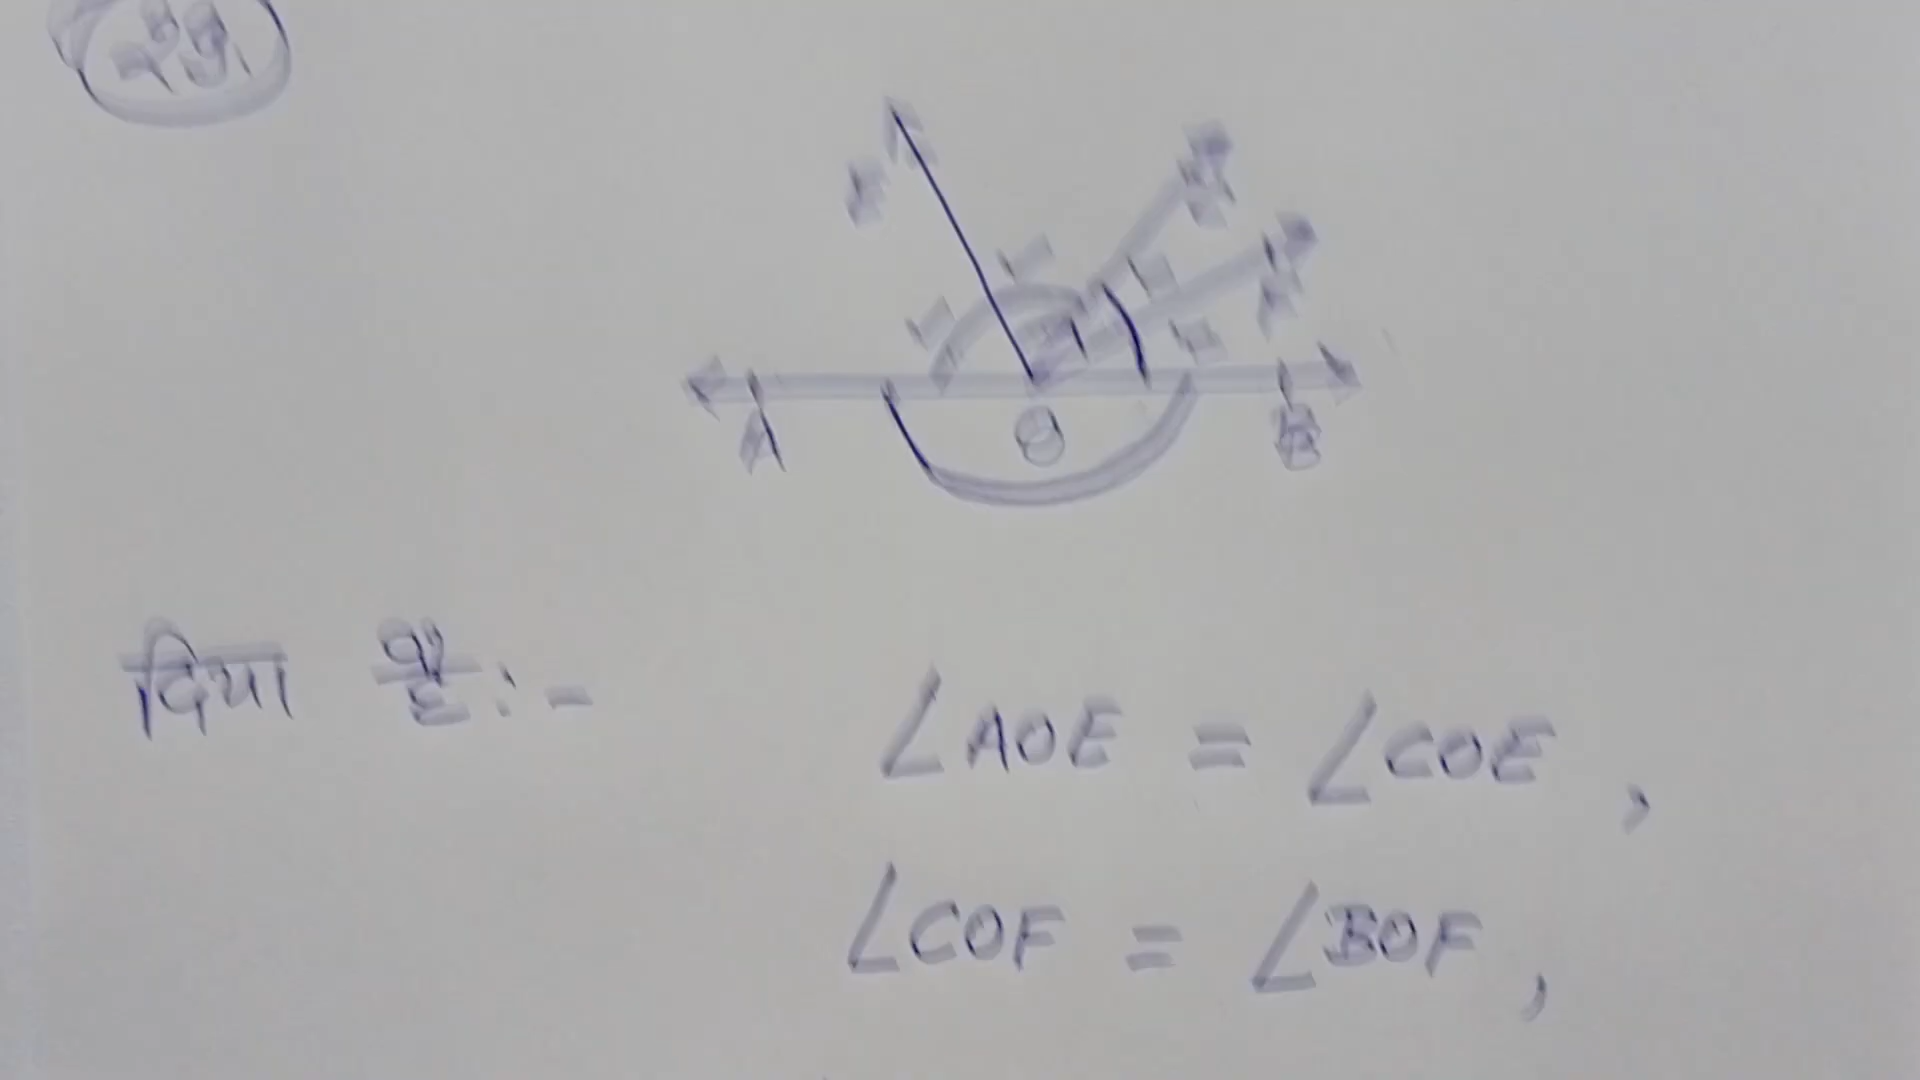 A
O
B
दिया है :-
∠AOE = ∠COE ,
∠COF = ∠BOF ,